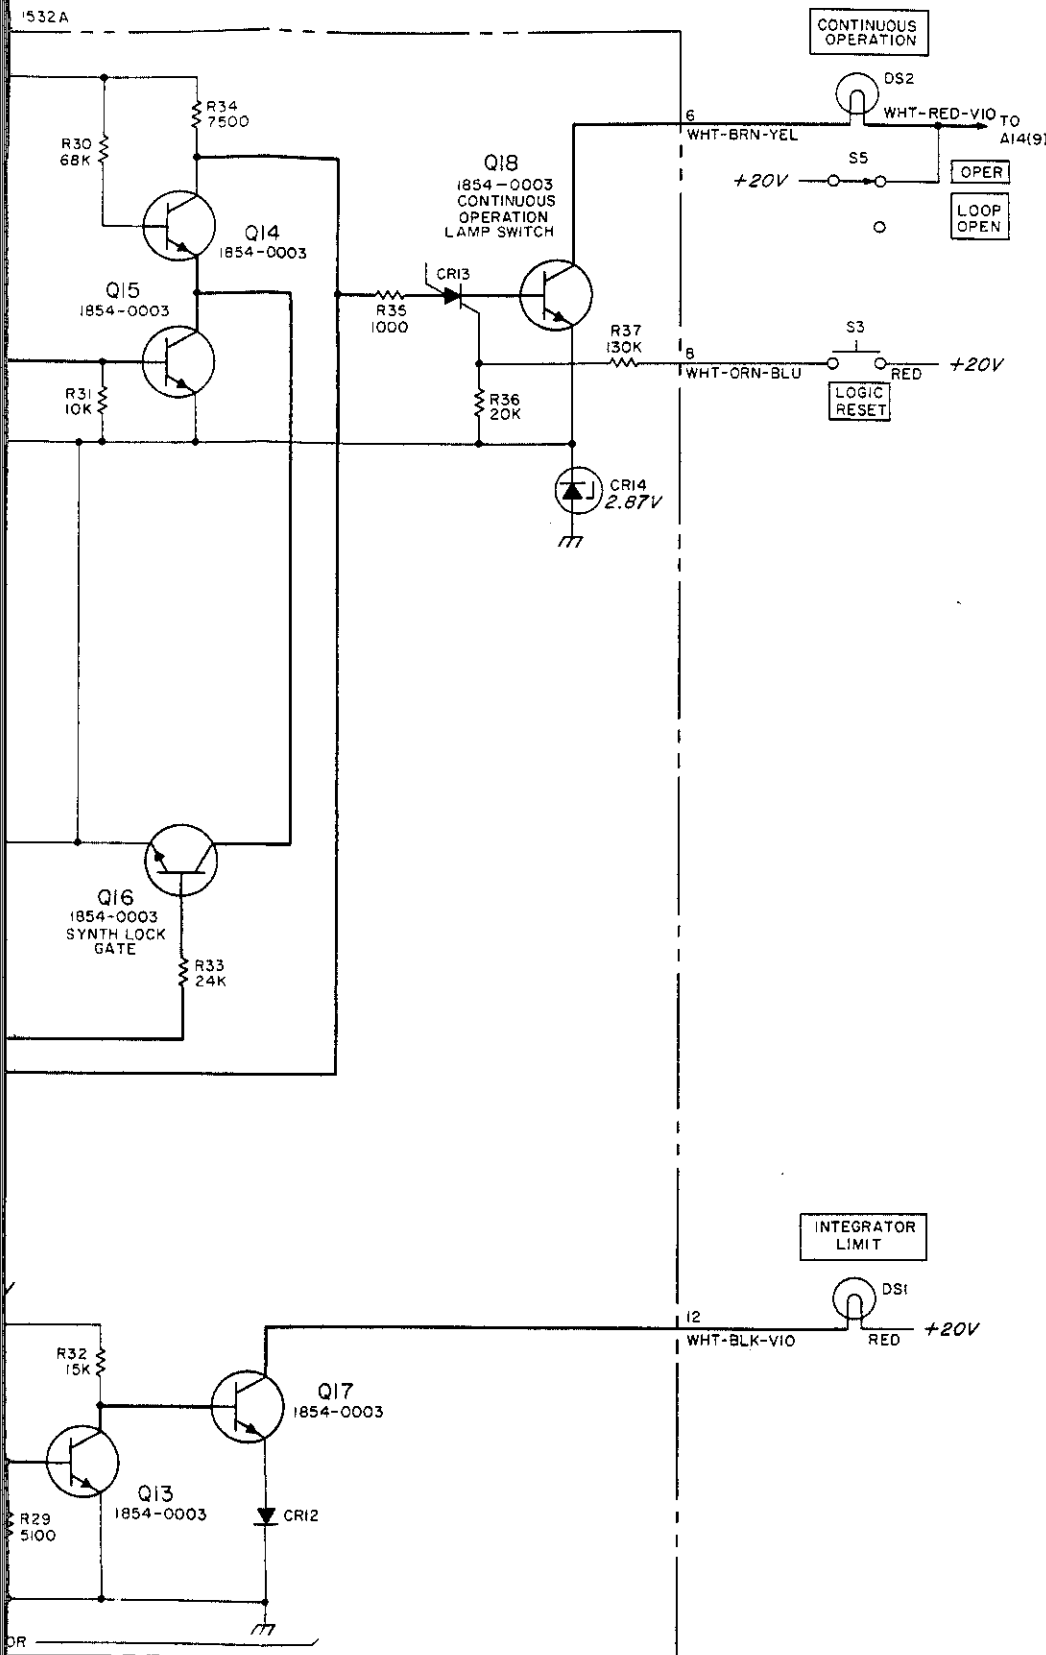 1532A
CONTINUOUS
OPERATION
DS2
R34
7500
R30
68K
6
WHT-BRN-YEL
WHT-RED-VIO
TO
A14(9)
Q18
1854-0003
CONTINUOUS
OPERATION
LAMP SWITCH
S5
+20V
OPER
LOOP
OPEN
Q14
1854-0003
CR13
Q15
1854-0003
R35
1000
R37
130K
S3
8
WHT-ORN-BLU
RED
+20V
LOGIC
RESET
R31
10K
R36
20K
CR14
2.87V
Q16
1854-0003
SYNTH LOCK
GATE
R33
24K
INTEGRATOR
LIMIT
DS1
12
WHT-BLK-VIO
RED
+20V
R32
15K
Q17
1854-0003
Q13
1854-0003
CR12
R29
5100
OR